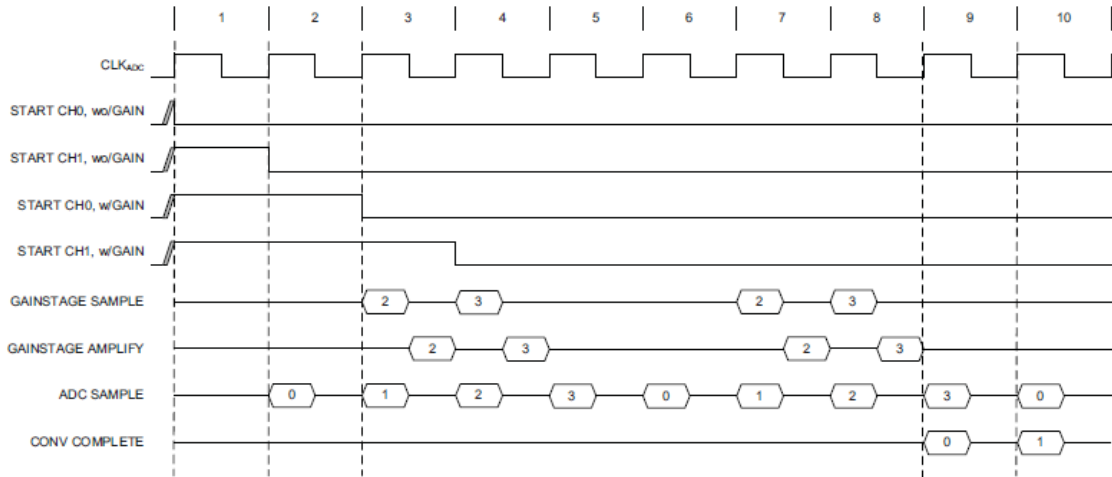 1 2 3 4 5 6 7 8 9 10
CLKADC
START CH0, wo/GAIN
START CH1, wo/GAIN
START CH0, w/GAIN
START CH1, w/GAIN
GAINSTAGE SAMPLE 2 3 2 3
GAINSTAGE AMPLIFY 2 3 2 3
ADC SAMPLE 0 1 2 3 0 1 2 3 0
CONV COMPLETE 0 1